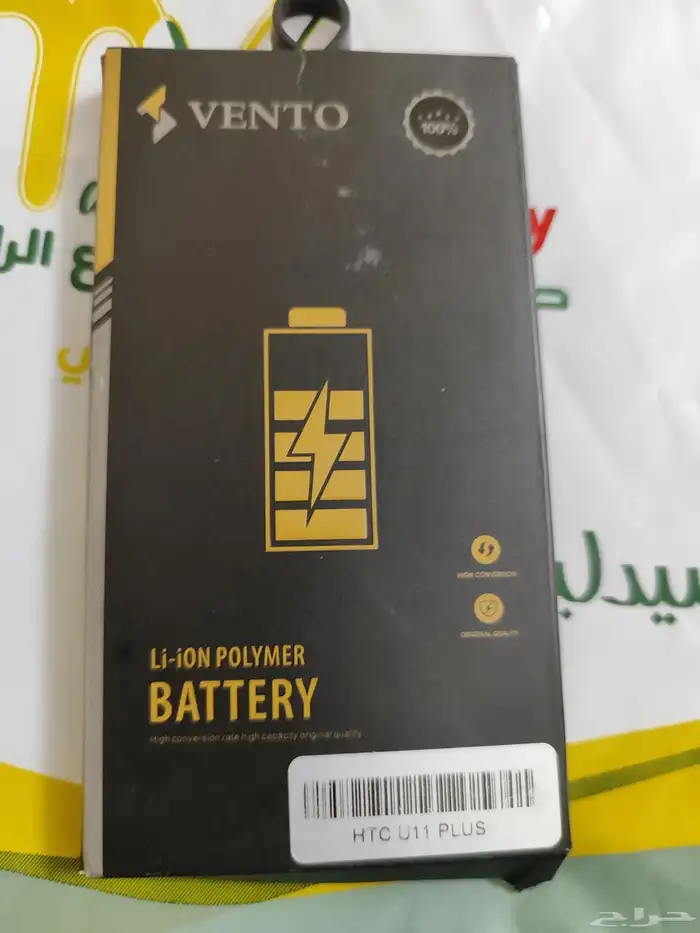 VENTO
100%
HIGH CONVERSION
ORIGINAL QUALITY
Li-iON POLYMER
BATTERY
High conversion rate high capacity original quality
HTC U11 PLUS
حراج